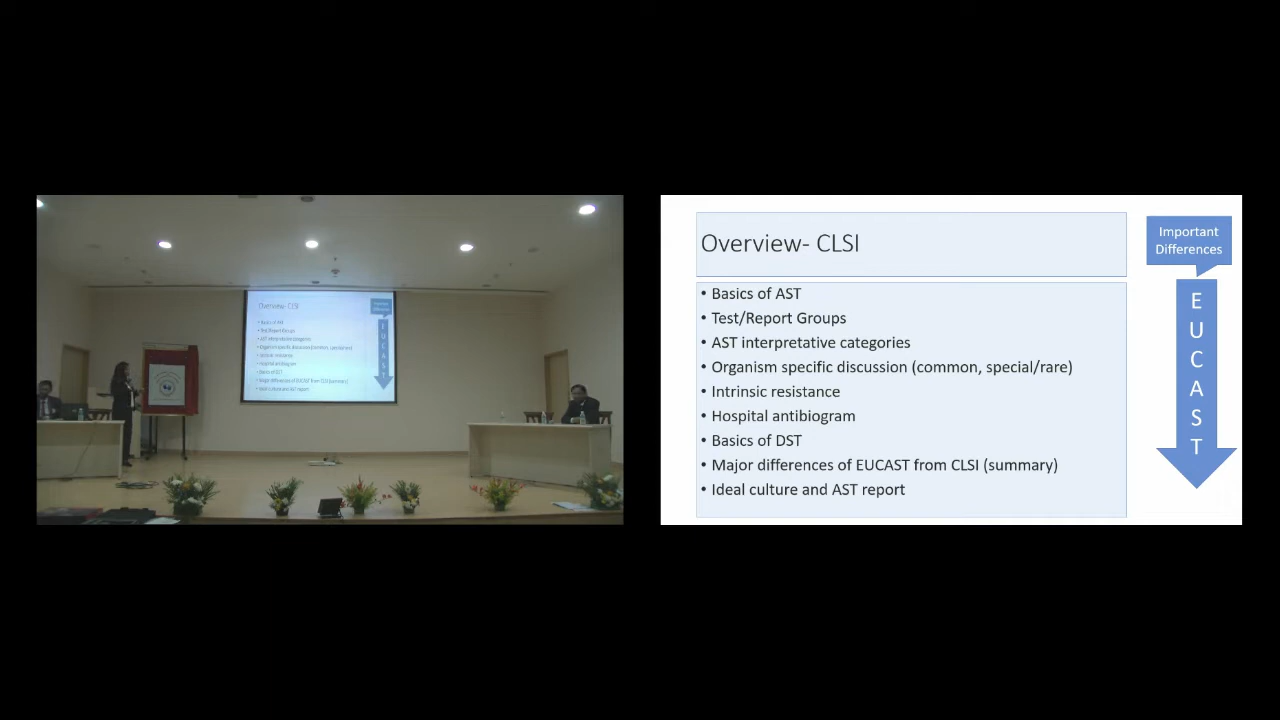 Overview- CLSI
• Basics of AST
• Test/Report Groups
• AST interpretative categories
• Organism specific discussion (common, special/rare)
• Intrinsic resistance
• Hospital antibiogram
• Basics of DST
• Major differences of EUCAST from CLSI (summary)
• Ideal culture and AST report
Important
Differences
E
U
C
A
S
T